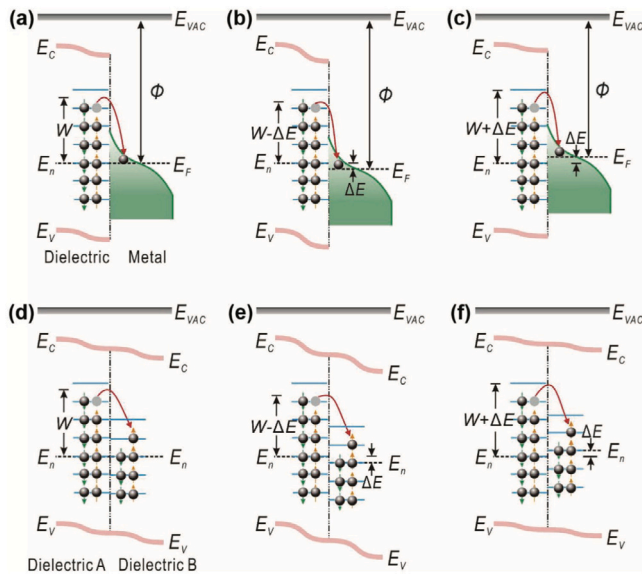 (a)
E_VAC
E_C
Φ
W
E_n
E_F
E_V
Dielectric
Metal
(b)
E_VAC
E_C
Φ
W-ΔE
E_n
E_F
ΔE
E_V
(c)
E_VAC
E_C
Φ
W+ΔE
ΔE
E_n
E_F
E_V
(d)
E_VAC
E_C
E_C
W
E_n
E_n
E_V
E_V
Dielectric A
Dielectric B
(e)
E_VAC
E_C
E_C
W-ΔE
E_n
E_n
ΔE
E_V
E_V
(f)
E_VAC
E_C
E_C
W+ΔE
ΔE
E_n
E_n
E_V
E_V